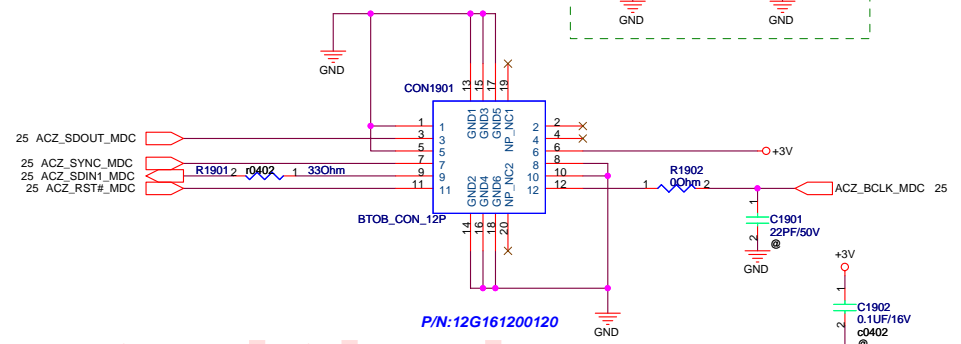 GND GND
GND
CON1901
13 15 17 19
GND1 GND3 GND5 NP_NC1
1 1 2 2
25 ACZ_SDOUT_MDC 3 3 4 4
5 5 6 6 +3V
25 ACZ_SYNC_MDC 7 7 8 8
25 ACZ_SDIN1_MDC R1901 2 r0402 1 33Ohm 9 9 10 10
25 ACZ_RST#_MDC 11 11 12 12 1 R1902 0Ohm 2 ACZ_BCLK_MDC 25
GND2 GND4 GND6 NP_NC2
BTOB_CON_12P
14 16 18 20
1 C1901
22PF/50V
2 @
GND
+3V
1 C1902
0.1UF/16V
2 c0402
@
P/N:12G161200120
GND